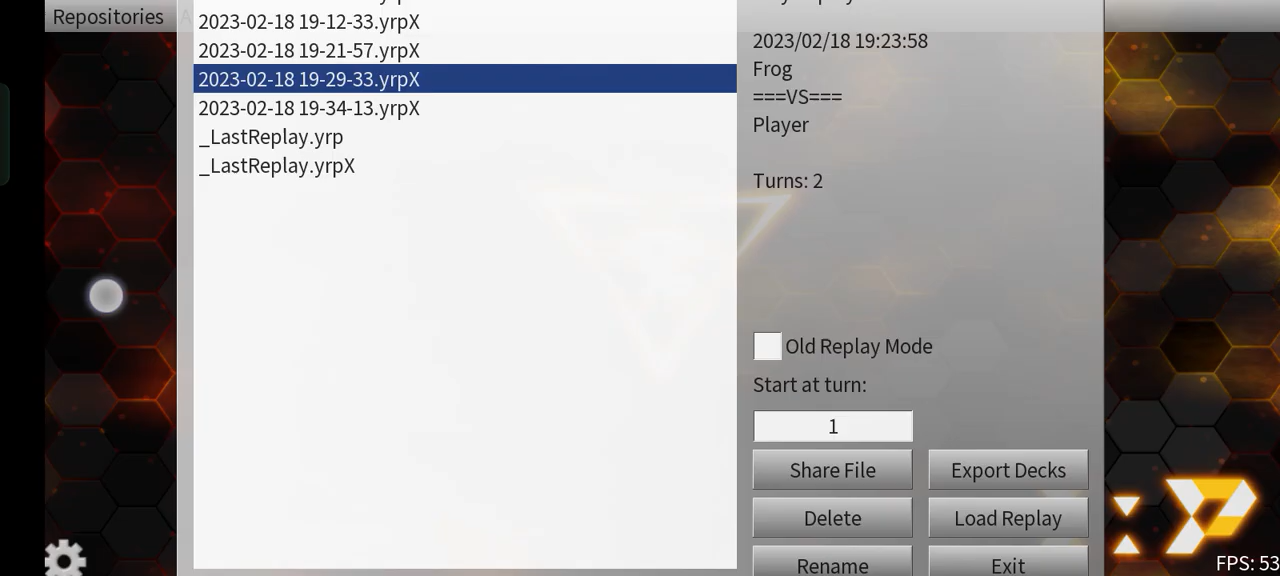 Repositories
2023-02-18 19-12-33.yrpX
2023-02-18 19-21-57.yrpX
2023-02-18 19-29-33.yrpX
2023-02-18 19-34-13.yrpX
_LastReplay.yrp
_LastReplay.yrpX
2023/02/18 19:23:58
Frog
===VS===
Player
Turns: 2
Old Replay Mode
Start at turn:
1
Share File
Export Decks
Delete
Load Replay
Rename
Exit
FPS: 53